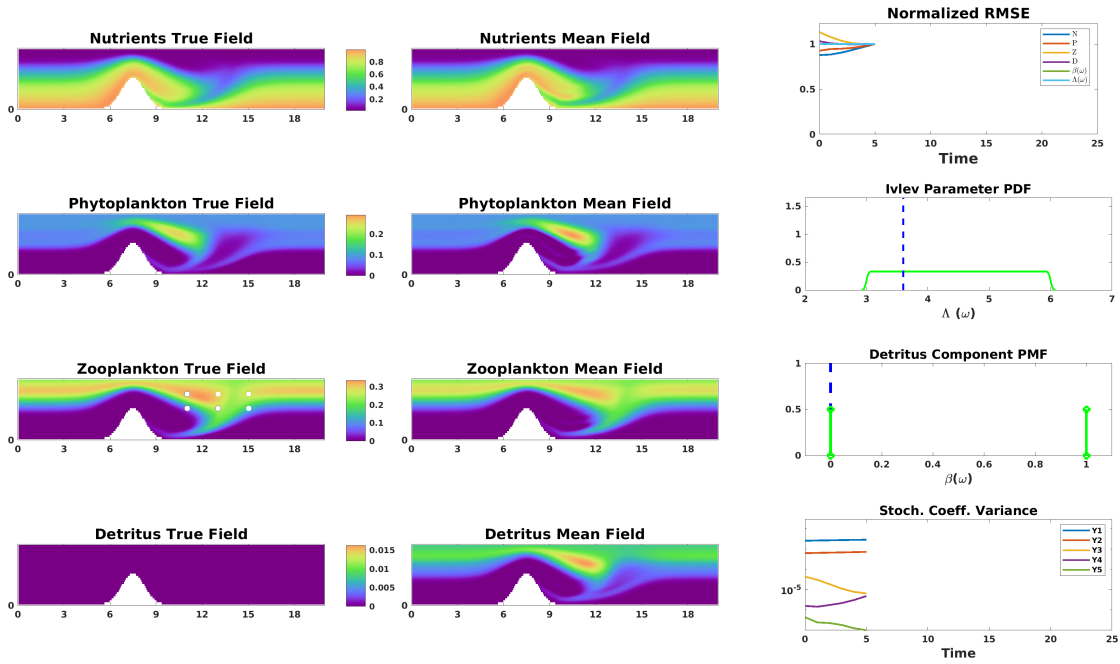 Nutrients True Field
0
0 3 6 9 12 15 18
0.8
0.6
0.4
0.2
Nutrients Mean Field
0
0 3 6 9 12 15 18
Normalized RMSE
1
0.5
0
0 5 10 15 20 25
Time
N
P
Z
D
β(ω)
Λ(ω)
Phytoplankton True Field
0
0 3 6 9 12 15 18
0.2
0.1
0
Phytoplankton Mean Field
0
0 3 6 9 12 15 18
Ivlev Parameter PDF
1.5
1
0.5
0
2 3 4 5 6 7
Λ (ω)
Zooplankton True Field
0
0 3 6 9 12 15 18
0.3
0.2
0.1
0
Zooplankton Mean Field
0
0 3 6 9 12 15 18
Detritus Component PMF
1
0.5
0
0 0.2 0.4 0.6 0.8 1
β(ω)
Detritus True Field
0
0 3 6 9 12 15 18
0.015
0.01
0.005
0
Detritus Mean Field
0
0 3 6 9 12 15 18
Stoch. Coeff. Variance
10⁻⁵
0 5 10 15 20 25
Time
Y1
Y2
Y3
Y4
Y5